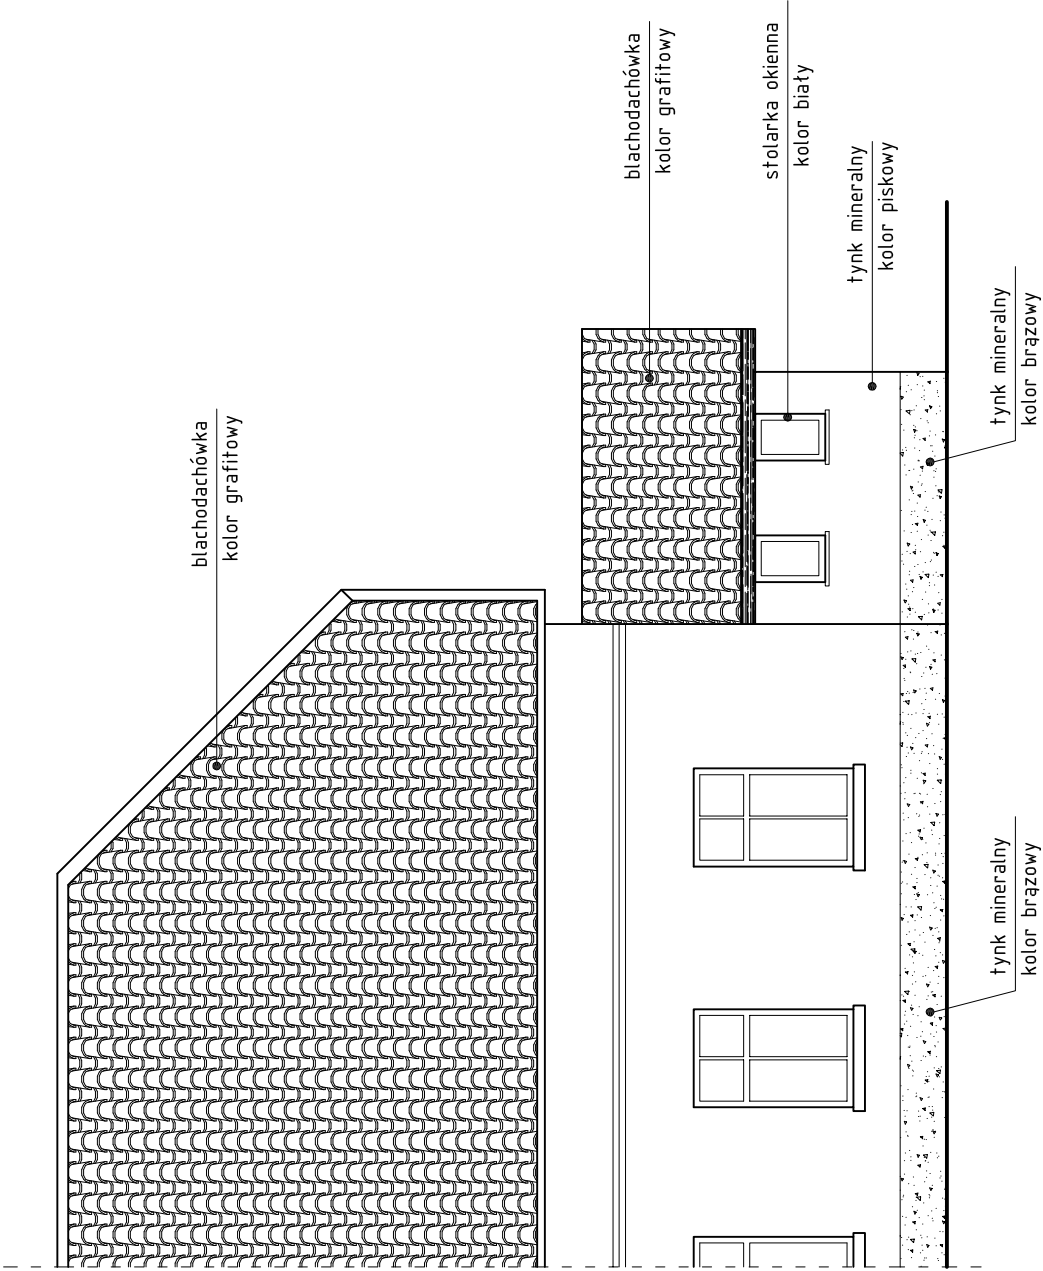 blachodachówka
kolor grafitowy
blachodachówka
kolor grafitowy
stolarka okienna
kolor biały
tynk mineralny
kolor piskowy
tynk mineralny
kolor brązowy
tynk mineralny
kolor brązowy